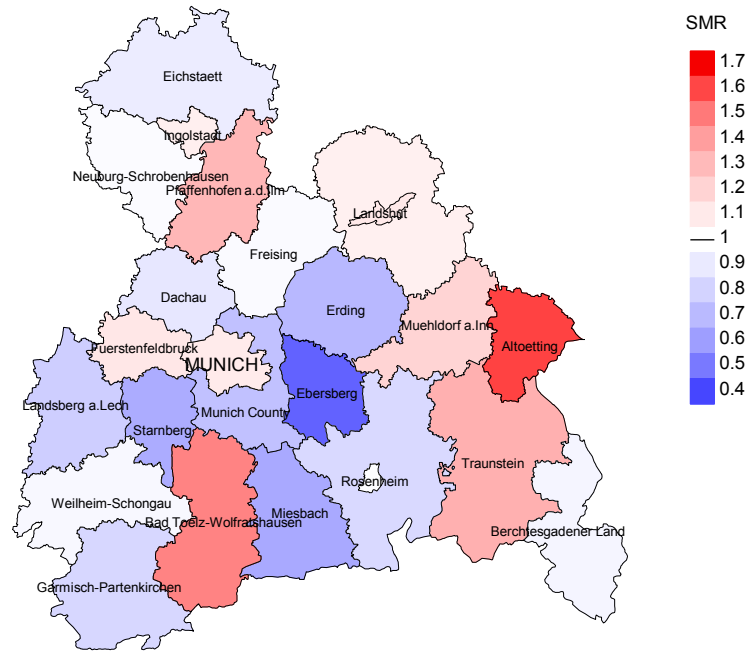 SMR
1.7
1.6
1.5
1.4
1.3
1.2
1.1
1
0.9
0.8
0.7
0.6
0.5
0.4
Eichstaett
Ingolstadt
Neuburg-Schrobenhausen
Pfaffenhofen a.d.Ilm
Landshut
Freising
Dachau
Erding
Muehldorf a.Inn
Altoetting
Fuerstenfeldbruck
MUNICH
Ebersberg
Landsberg a.Lech
Munich County
Starnberg
Traunstein
Rosenheim
Weilheim-Schongau
Miesbach
Bad Toelz-Wolfratshausen
Berchtesgadener Land
Garmisch-Partenkirchen